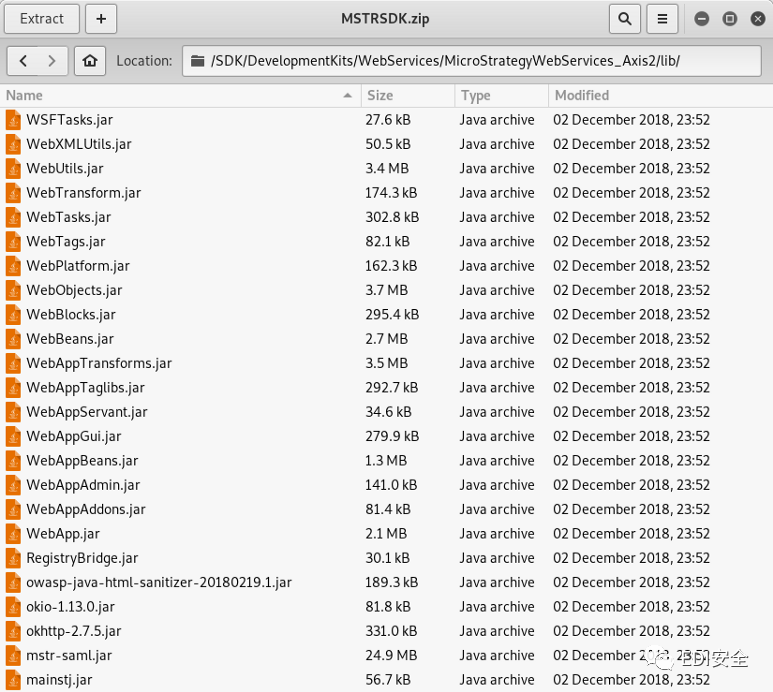 Extract + MSTRSDK.zip
Location: /SDK/DevelopmentKits/WebServices/MicroStrategyWebServices_Axis2/lib/
Name Size Type Modified
WSFTasks.jar 27.6 kB Java archive 02 December 2018, 23:52
WebXMLUtils.jar 50.5 kB Java archive 02 December 2018, 23:52
WebUtils.jar 3.4 MB Java archive 02 December 2018, 23:52
WebTransform.jar 174.3 kB Java archive 02 December 2018, 23:52
WebTasks.jar 302.8 kB Java archive 02 December 2018, 23:52
WebTags.jar 82.1 kB Java archive 02 December 2018, 23:52
WebPlatform.jar 162.3 kB Java archive 02 December 2018, 23:52
WebObjects.jar 3.7 MB Java archive 02 December 2018, 23:52
WebBlocks.jar 295.4 kB Java archive 02 December 2018, 23:52
WebBeans.jar 2.7 MB Java archive 02 December 2018, 23:52
WebAppTransforms.jar 3.5 MB Java archive 02 December 2018, 23:52
WebAppTaglibs.jar 292.7 kB Java archive 02 December 2018, 23:52
WebAppServant.jar 34.6 kB Java archive 02 December 2018, 23:52
WebAppGui.jar 279.9 kB Java archive 02 December 2018, 23:52
WebAppBeans.jar 1.3 MB Java archive 02 December 2018, 23:52
WebAppAdmin.jar 141.0 kB Java archive 02 December 2018, 23:52
WebAppAddons.jar 81.4 kB Java archive 02 December 2018, 23:52
WebApp.jar 2.1 MB Java archive 02 December 2018, 23:52
RegistryBridge.jar 30.1 kB Java archive 02 December 2018, 23:52
owasp-java-html-sanitizer-20180219.1.jar 189.3 kB Java archive 02 December 2018, 23:52
okio-1.13.0.jar 81.8 kB Java archive 02 December 2018, 23:52
okhttp-2.7.5.jar 331.0 kB Java archive 02 December 2018, 23:52
mstr-saml.jar 24.9 MB Java archive 02 December 2018, 23:52
EDI安全
mainstj.jar 56.7 kB Java archive 02 December 2018, 23:52